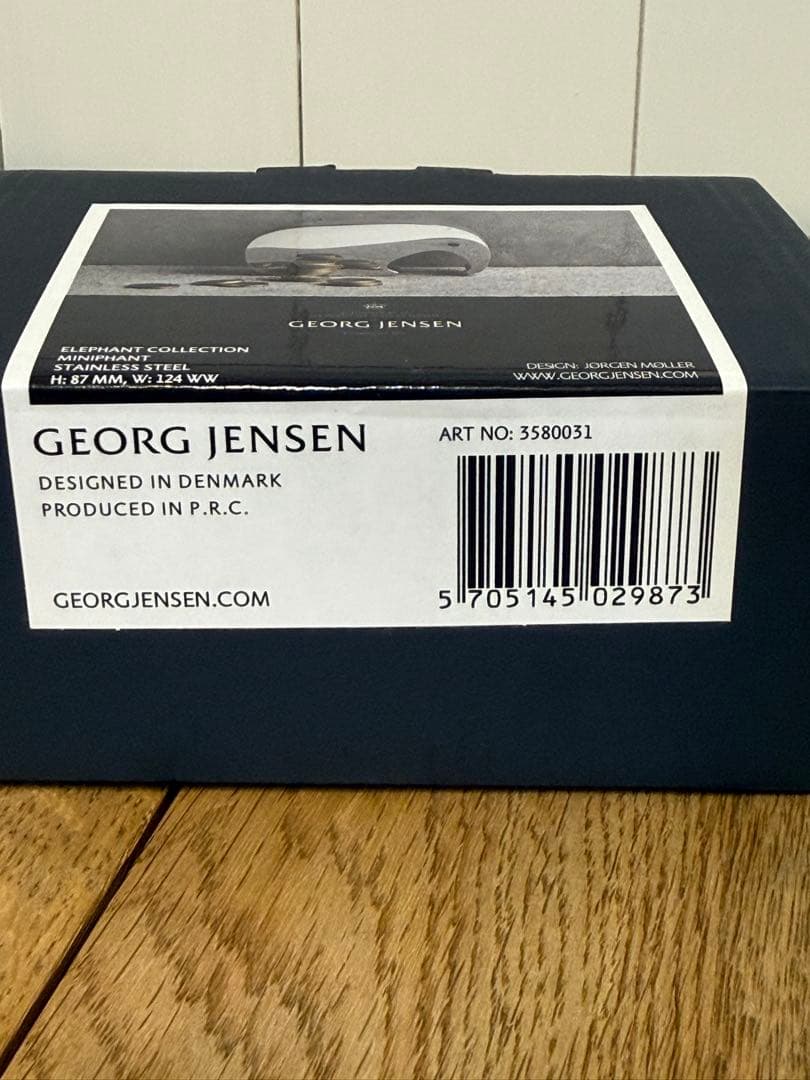 GEORG JENSEN
ELEPHANT COLLECTION
MINIPHANT
STAINLESS STEEL
H: 87 MM, W: 124 WW
DESIGN: JØRGEN MØLLER
WWW.GEORGJENSEN.COM
GEORG JENSEN
DESIGNED IN DENMARK
PRODUCED IN P.R.C.
GEORGJENSEN.COM
ART NO: 3580031
5 705145 029873